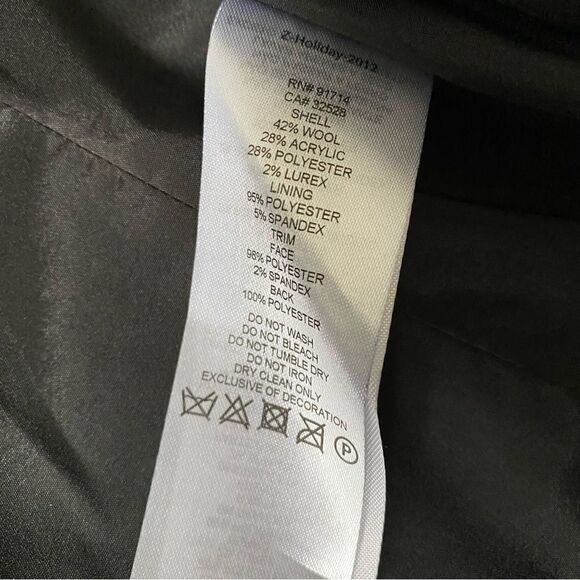 Z-Holiday-2012
RN# 91714
CA# 32528
SHELL
42% WOOL
28% ACRYLIC
28% POLYESTER
2% LUREX
LINING
95% POLYESTER
5% SPANDEX
TRIM
FACE
98% POLYESTER
2% SPANDEX
BACK
100% POLYESTER
DO NOT WASH
DO NOT BLEACH
DO NOT TUMBLE DRY
DO NOT IRON
DRY CLEAN ONLY
EXCLUSIVE OF DECORATION
P